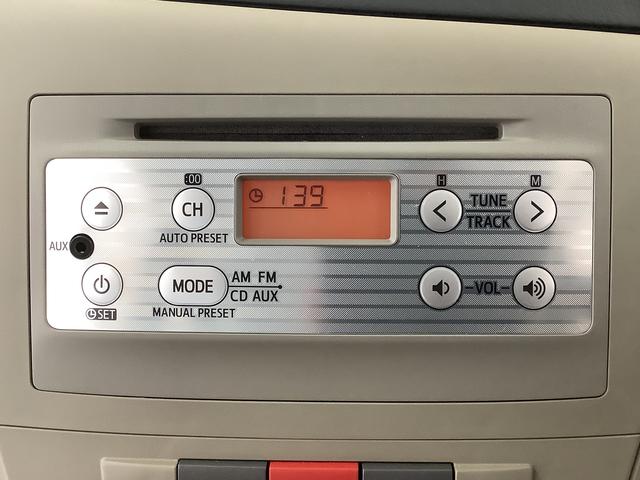 :00
H
M
139
CH
TUNE
TRACK
AUTO PRESET
AUX
MODE
AM FM
CD AUX
-VOL-
SET
MANUAL PRESET